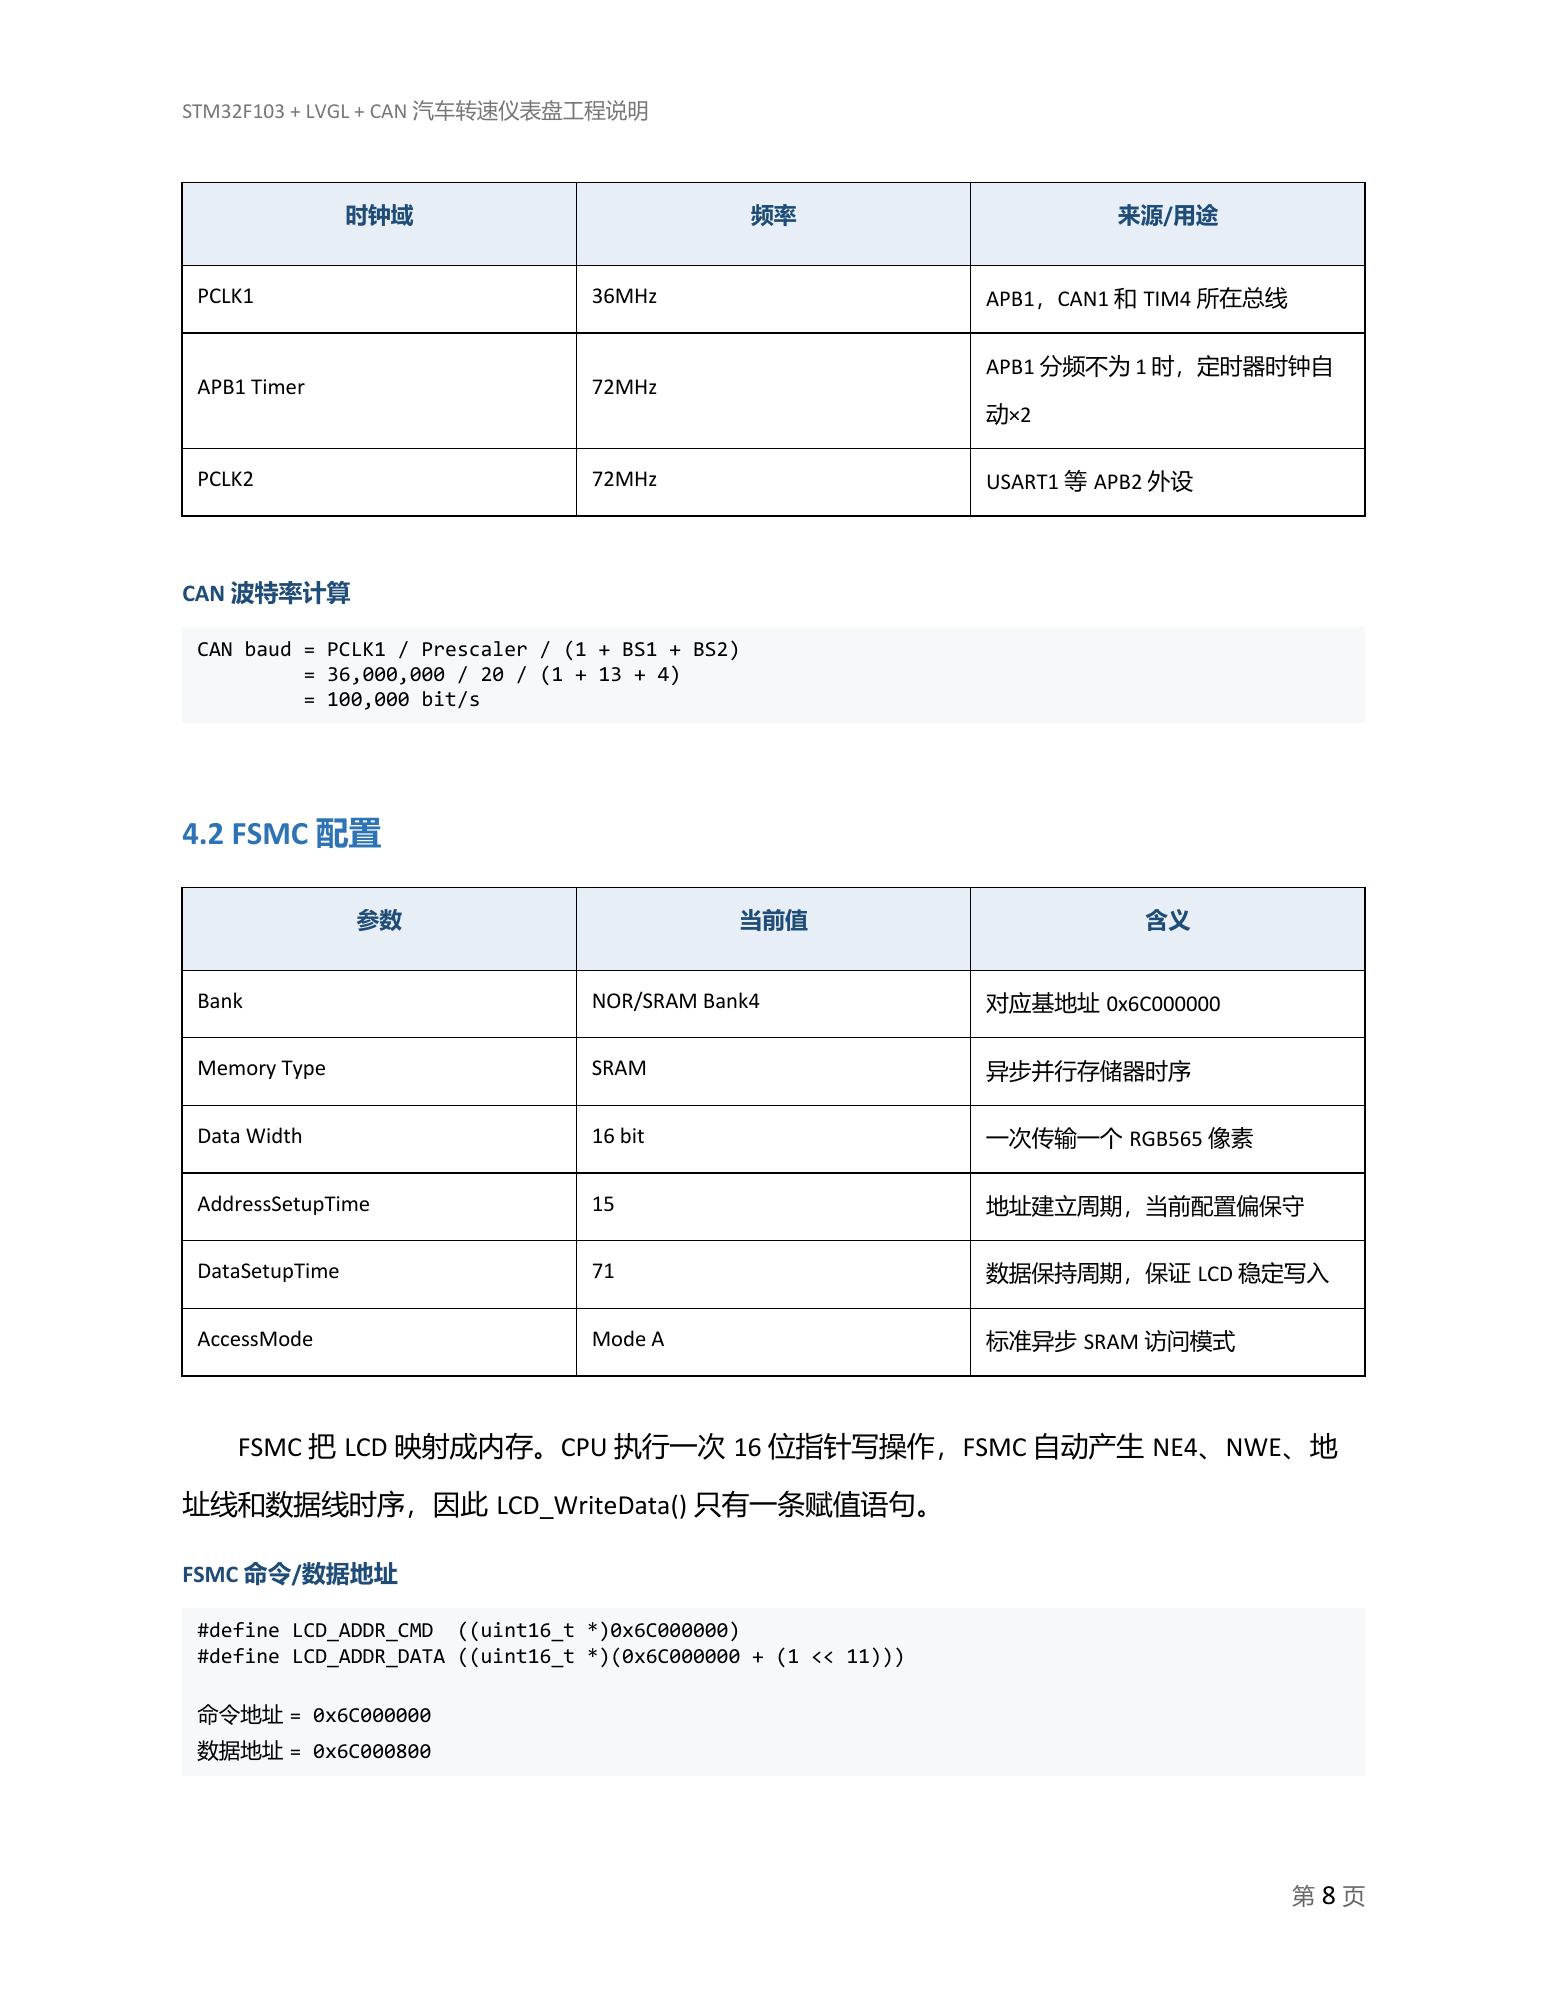 STM32F103 + LVGL + CAN 汽车转速仪表盘工程说明
时钟域 频率 来源/用途
PCLK1 36MHz APB1，CAN1 和 TIM4 所在总线
APB1 Timer 72MHz APB1 分频不为 1 时，定时器时钟自
动×2
PCLK2 72MHz USART1 等 APB2 外设
CAN 波特率计算
CAN baud = PCLK1 / Prescaler / (1 + BS1 + BS2)
= 36,000,000 / 20 / (1 + 13 + 4)
= 100,000 bit/s
4.2 FSMC 配置
参数 当前值 含义
Bank NOR/SRAM Bank4 对应基地址 0x6C000000
Memory Type SRAM 异步并行存储器时序
Data Width 16 bit 一次传输一个 RGB565 像素
AddressSetupTime 15 地址建立周期，当前配置偏保守
DataSetupTime 71 数据保持周期，保证 LCD 稳定写入
AccessMode Mode A 标准异步 SRAM 访问模式
FSMC 把 LCD 映射成内存。CPU 执行一次 16 位指针写操作，FSMC 自动产生 NE4、NWE、地
址线和数据线时序，因此 LCD_WriteData() 只有一条赋值语句。
FSMC 命令/数据地址
#define LCD_ADDR_CMD  ((uint16_t *)0x6C000000)
#define LCD_ADDR_DATA ((uint16_t *)(0x6C000000 + (1 << 11)))
命令地址 = 0x6C000000
数据地址 = 0x6C000800
第 8 页